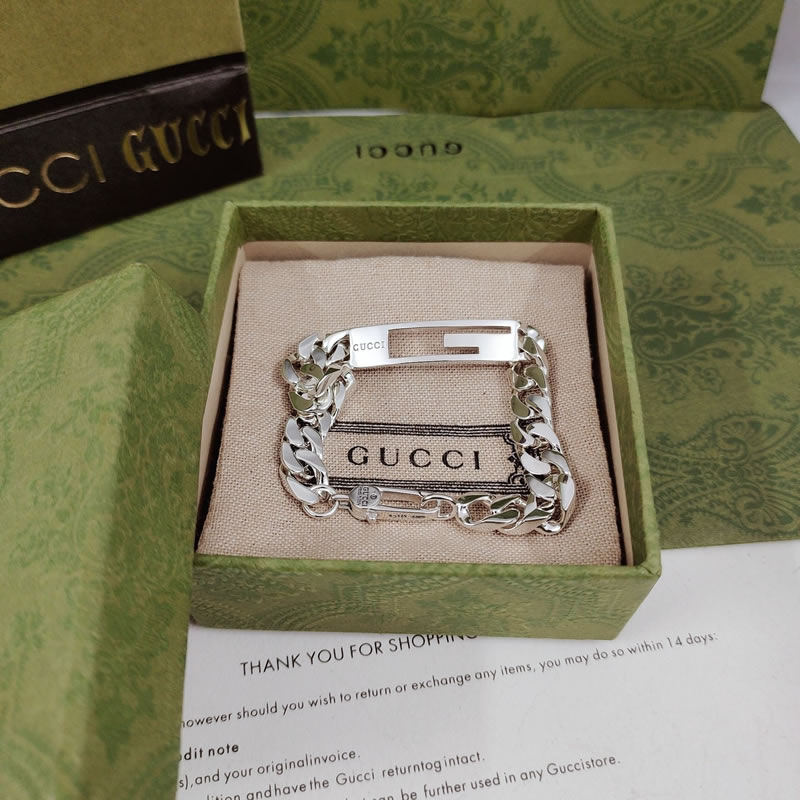 CCI GUCCI
GUCCI
GUCCI
GUCCI
GUCCI
THANK YOU FOR SHOPPING
however should you wish to return or exchange any items, you may do so within 14 days:
dit note
s),and your originalinvoice.
dition andhave the Gucci returntog intact.
can be further used in any Guccistore.